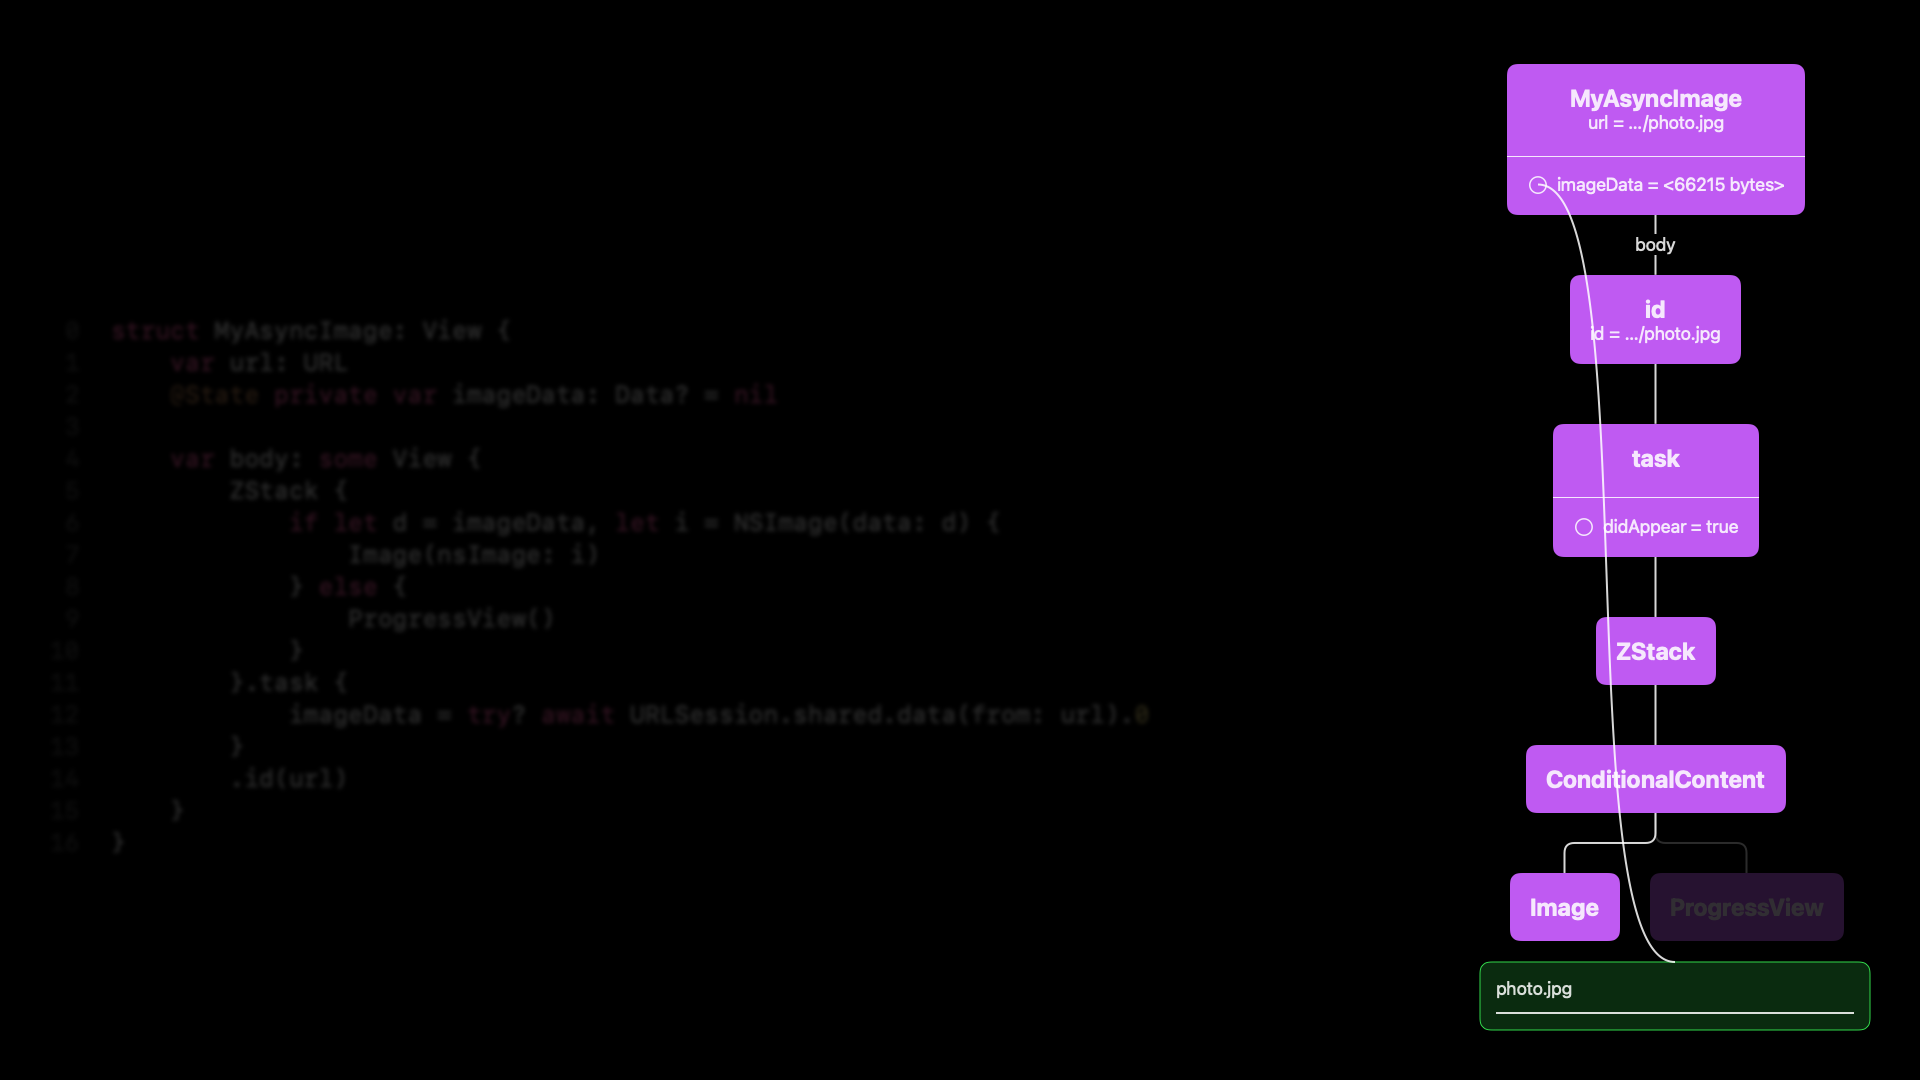 0 struct MyAsyncImage: View {
1 var url: URL
2 @State private var imageData: Data? = nil
3
4 var body: some View {
5 ZStack {
6 if let d = imageData, let i = NSImage(data: d) {
7 Image(nsImage: i)
8 } else {
9 ProgressView()
10 }
11 }.task {
12 imageData = try? await URLSession.shared.data(from: url).0
13 }
14 .id(url)
15 }
16 }
MyAsyncImage
url = .../photo.jpg
imageData = <66215 bytes>
body
id
id = .../photo.jpg
task
didAppear = true
ZStack
ConditionalContent
Image
ProgressView
photo.jpg